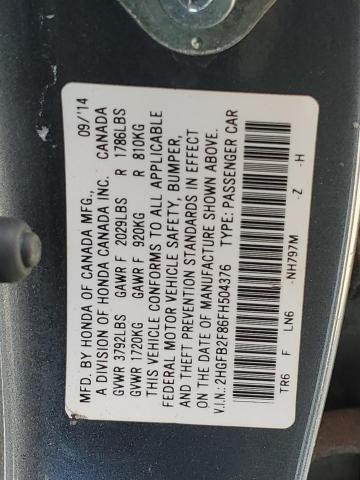 MFD. BY HONDA OF CANADA MFG., 09/'14
A DIVISION OF HONDA CANADA INC. CANADA
GVWR 3792LBS GAWR F 2029LBS R 1786LBS
GVWR 1720KG GAWR F 920KG R 810KG
THIS VEHICLE CONFORMS TO ALL APPLICABLE
FEDERAL MOTOR VEHICLE SAFETY, BUMPER,
AND THEFT PREVENTION STANDARDS IN EFFECT
ON THE DATE OF MANUFACTURE SHOWN ABOVE.
V.I.N.: 2HGFB2F86FH504376 TYPE: PASSENGER CAR
TR6 F LN6 -NH797M -Z -H